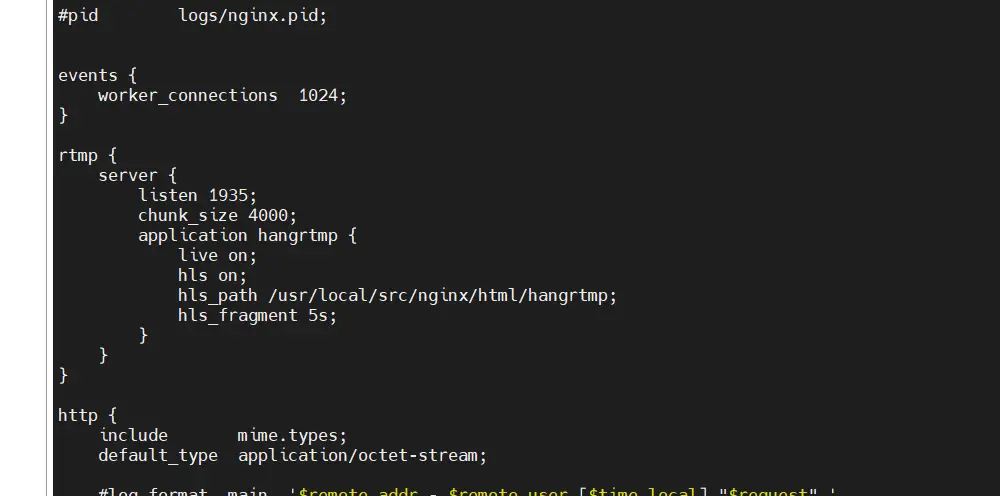 #pid        logs/nginx.pid;
events {
    worker_connections  1024;
}
rtmp {
    server {
        listen 1935;
        chunk_size 4000;
        application hangrtmp {
            live on;
            hls on;
            hls_path /usr/local/src/nginx/html/hangrtmp;
            hls_fragment 5s;
        }
    }
}
http {
    include       mime.types;
    default_type  application/octet-stream;
    #log_format  main  '$remote_addr - $remote_user [$time_local] "$request" '